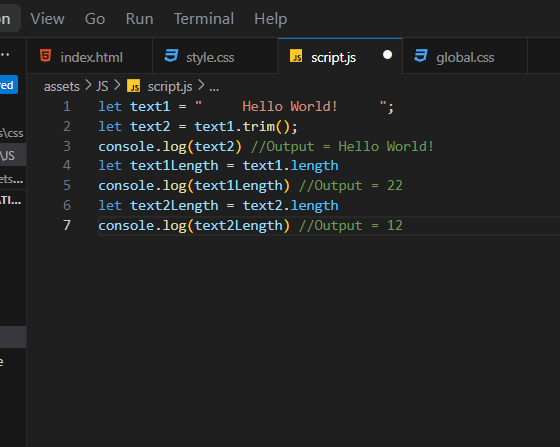 on View Go Run Terminal Help
index.html style.css script.js global.css
assets > JS > script.js > ...
1 let text1 = "     Hello World!     ";
2 let text2 = text1.trim();
3 console.log(text2) //Output = Hello World!
4 let text1Length = text1.length
5 console.log(text1Length) //Output = 22
6 let text2Length = text2.length
7 console.log(text2Length) //Output = 12
...
red
s\css
\JS
ets...
ATI...
e